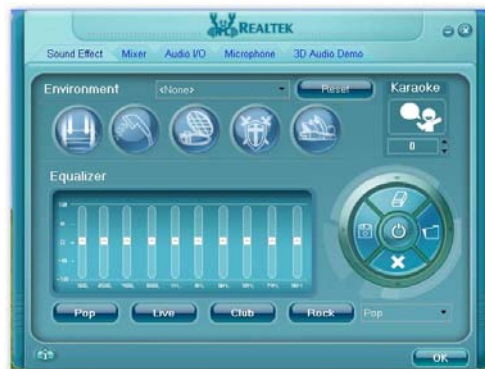 REALTEK
Sound Effect Mixer Audio I/O Microphone 3D Audio Demo
Environment <None> Reset Karaoke
0
Equalizer
Pop Live Club Rock Pop
OK